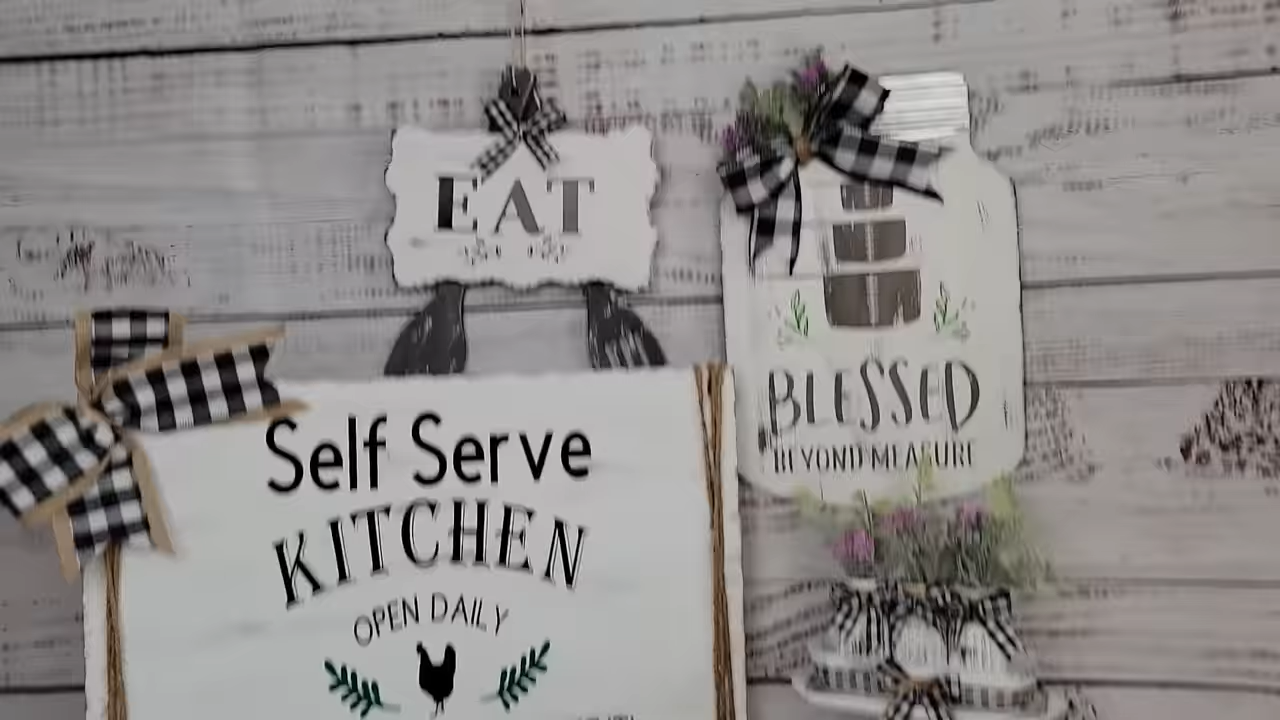 EAT
BLESSED
BEYOND MEASURE
Self Serve
KITCHEN
OPEN DAILY